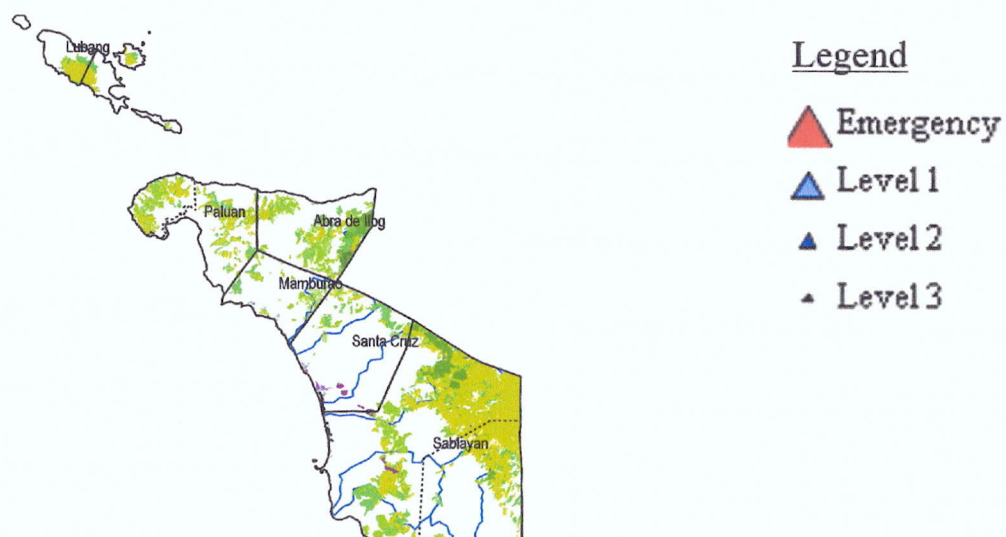 Lubang
Paluan
Abra de Ilog
Mamburao
Santa Cruz
Sablayan
Legend
Emergency
Level 1
Level 2
Level 3